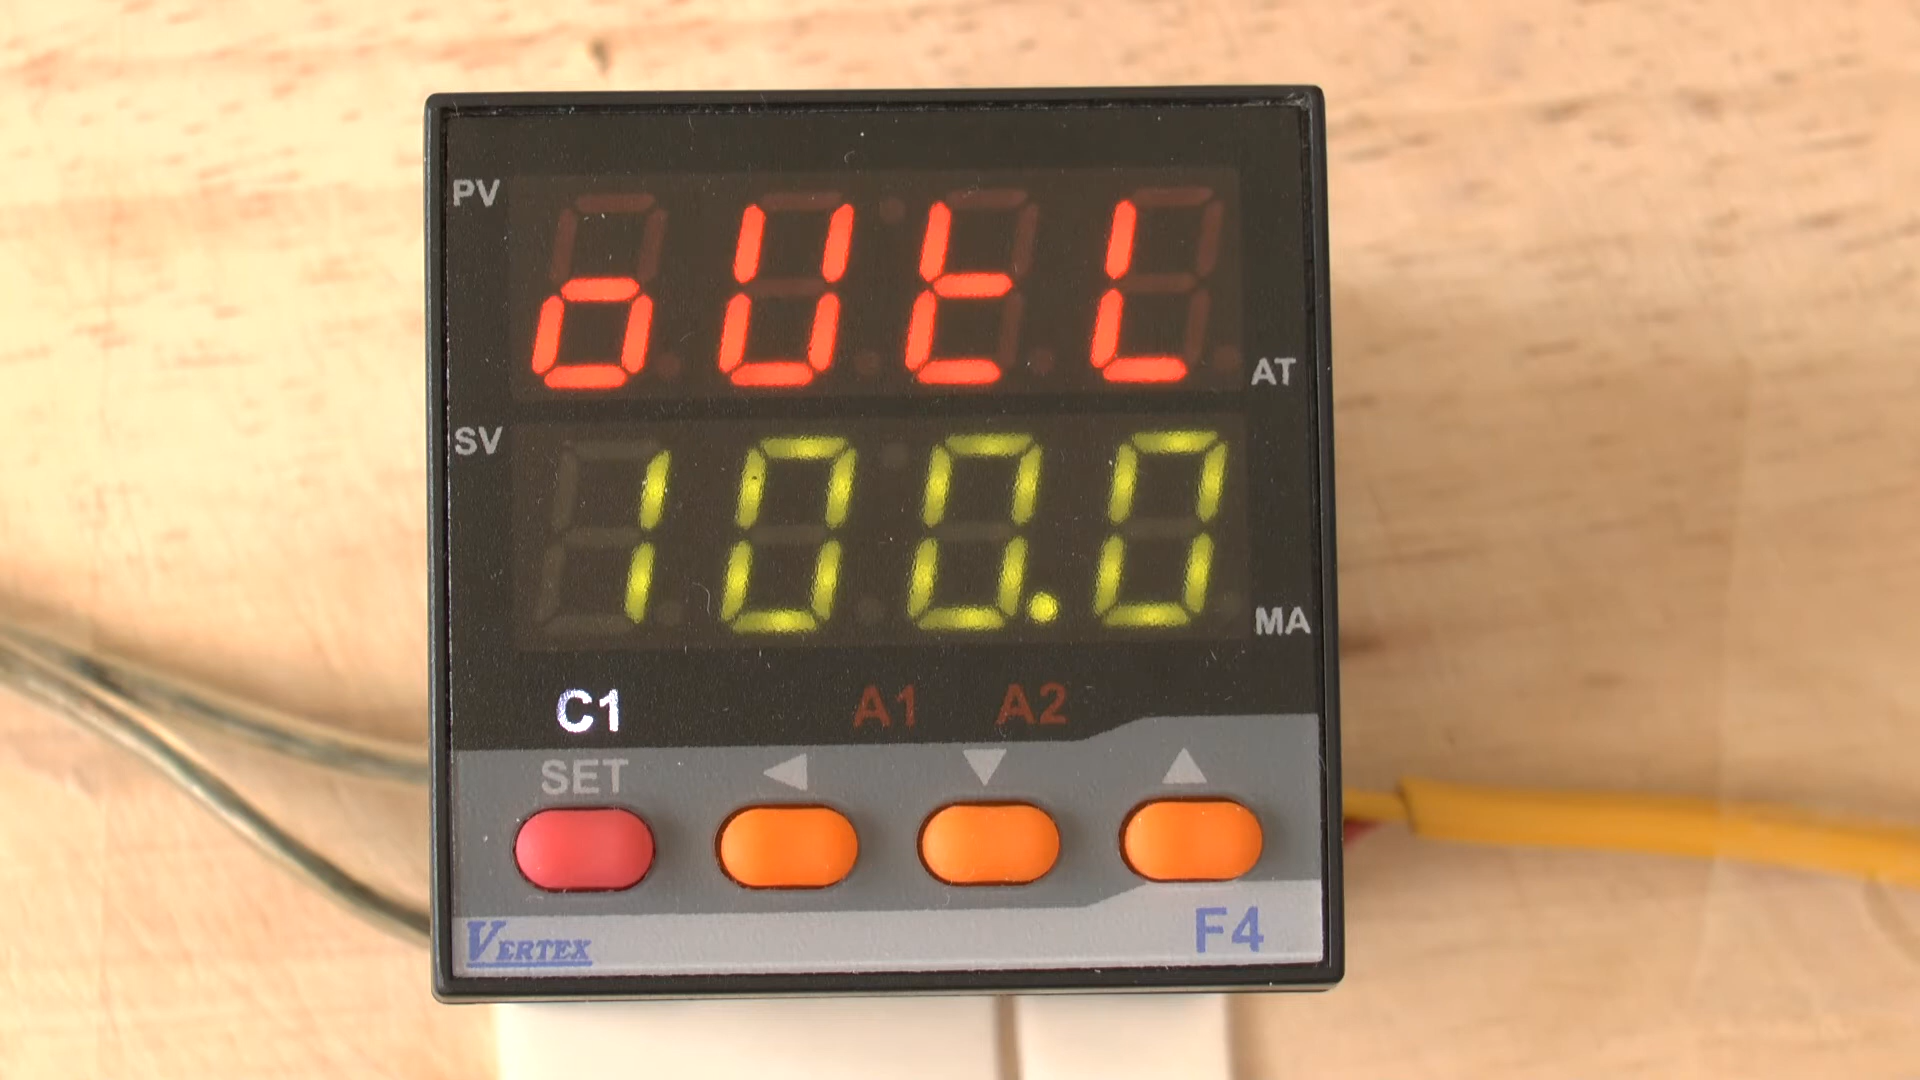 PV
oUtL
AT
SV
100.0
MA
C1 A1 A2
SET ◀ ▼ ▲
VERTEX F4